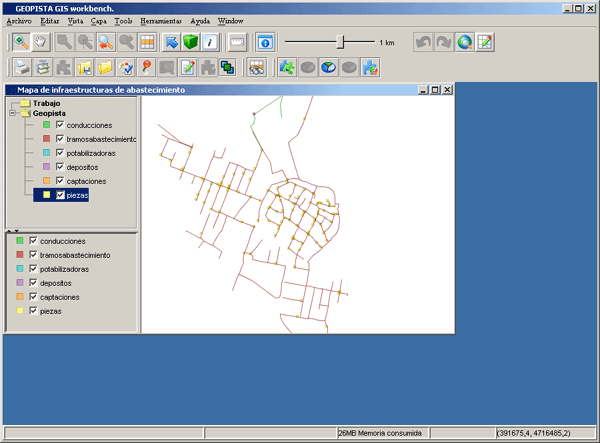 GEOPISTA GIS workbench.
Archivo Editar Vista Capa Tools Herramientas Ayuda Window
1 km
Mapa de infraestructuras de abastecimiento
Trabajo
Geopista
conducciones
tramosabastecimiento
potabilizadoras
depositos
captaciones
piezas
conducciones
tramosabastecimiento
potabilizadoras
depositos
captaciones
piezas
26MB Memoria consumida
(391675,4, 4716485,2)